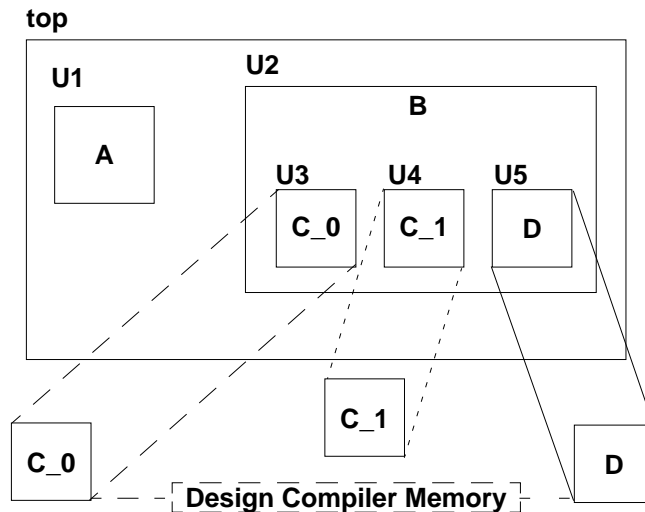 top
U1
U2
B
A
U3 U4 U5
C_0 C_1 D
C_1
C_0
D
Design Compiler Memory